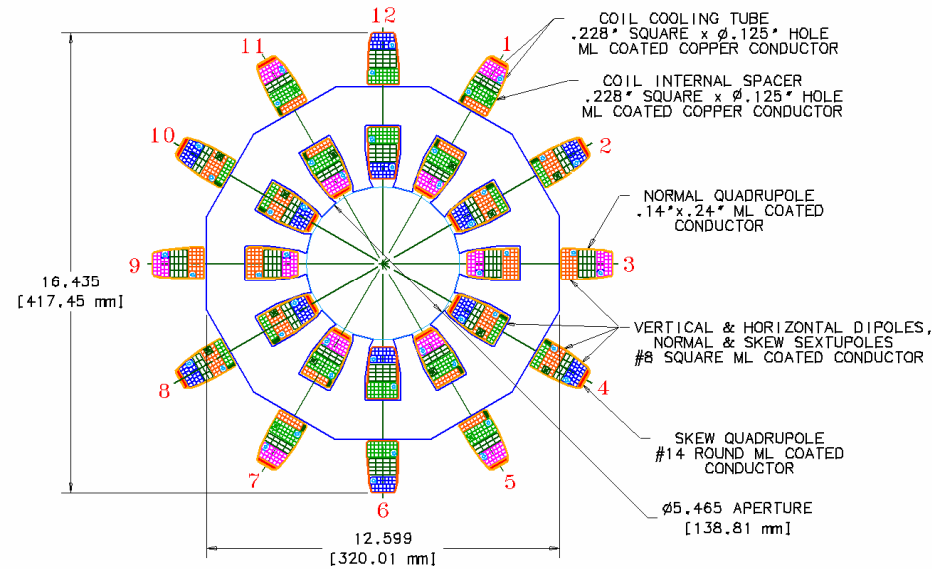 12
COIL COOLING TUBE
.228" SQUARE x Ø.125" HOLE
ML COATED COPPER CONDUCTOR
11
1
COIL INTERNAL SPACER
.228" SQUARE x Ø.125" HOLE
ML COATED COPPER CONDUCTOR
10
2
NORMAL QUADRUPOLE
.14"x.24" ML COATED
CONDUCTOR
9
3
16.435
[417.45 mm]
VERTICAL & HORIZONTAL DIPOLES,
NORMAL & SKEW SEXTUPOLES
#8 SQUARE ML COATED CONDUCTOR
8
4
SKEW QUADRUPOLE
#14 ROUND ML COATED
CONDUCTOR
7
5
6
Ø5.465 APERTURE
[138.81 mm]
12.599
[320.01 mm]